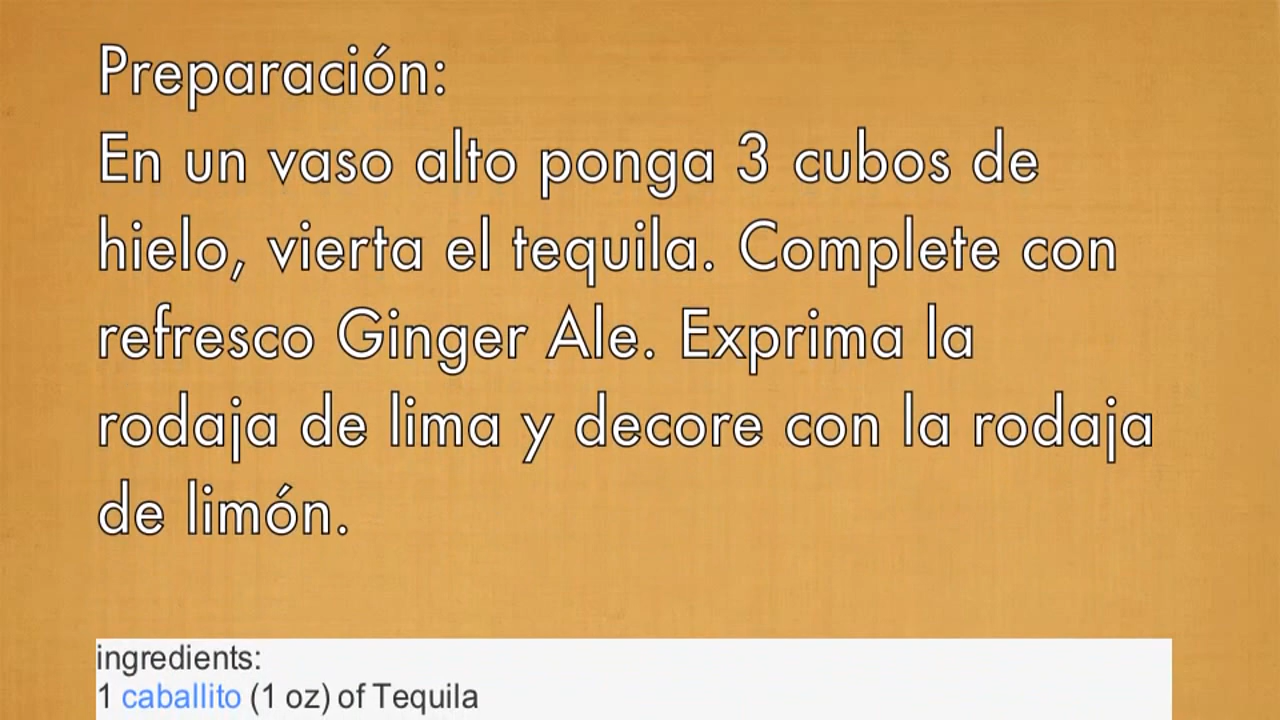 Preparación:
En un vaso alto ponga 3 cubos de
hielo, vierta el tequila. Complete con
refresco Ginger Ale. Exprima la
rodaja de lima y decore con la rodaja
de limón.
ingredients:
1 caballito (1 oz) of Tequila